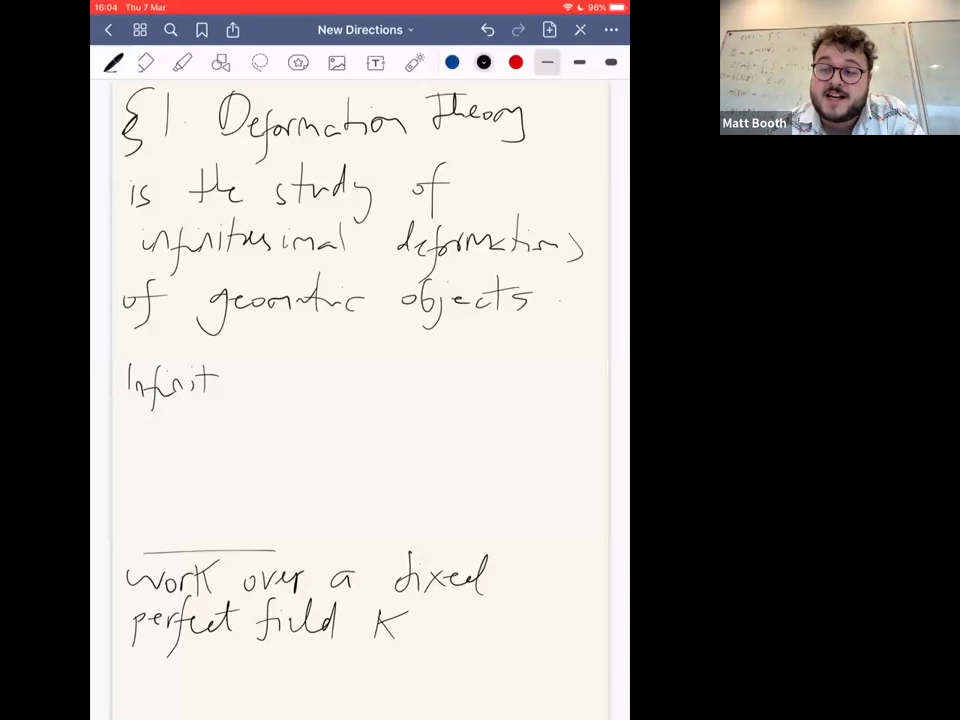 16:04 Thu 7 Mar
96%
New Directions
§1. Deformation Theory
is the study of
infinitesimal deformations
of geometric objects
Infinit
work over a fixed
perfect field K
Matt Booth